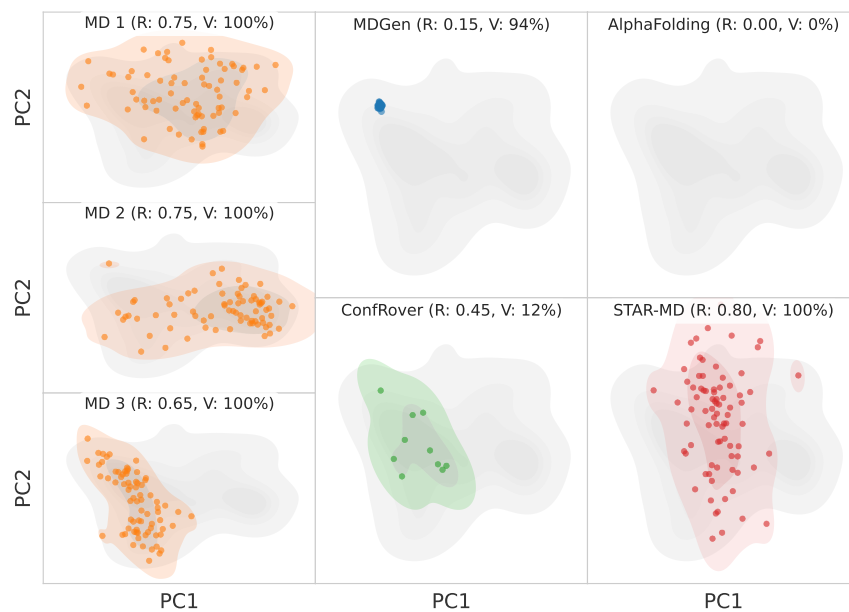 MD 1 (R: 0.75, V: 100%)
MDGen (R: 0.15, V: 94%)
AlphaFolding (R: 0.00, V: 0%)
PC2
MD 2 (R: 0.75, V: 100%)
PC2
ConfRover (R: 0.45, V: 12%)
STAR-MD (R: 0.80, V: 100%)
MD 3 (R: 0.65, V: 100%)
PC2
PC1
PC1
PC1